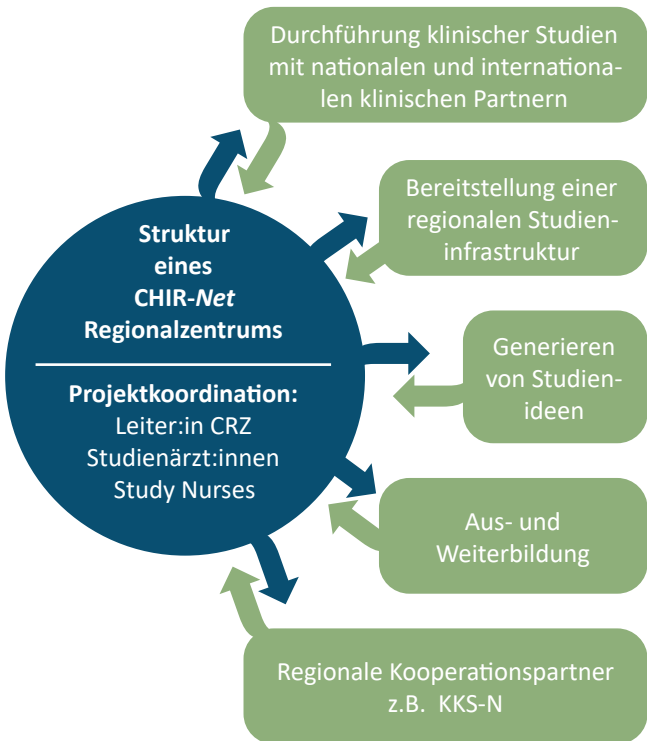 Durchführung klinischer Studien
mit nationalen und internationa-
len klinischen Partnern
Bereitstellung einer
regionalen Studien-
infrastruktur
Struktur
eines
CHIR-Net
Regionalzentrums
Projektkoordination:
Leiter:in CRZ
Studienärzt:innen
Study Nurses
Generieren
von Studien-
ideen
Aus- und
Weiterbildung
Regionale Kooperationspartner
z.B. KKS-N